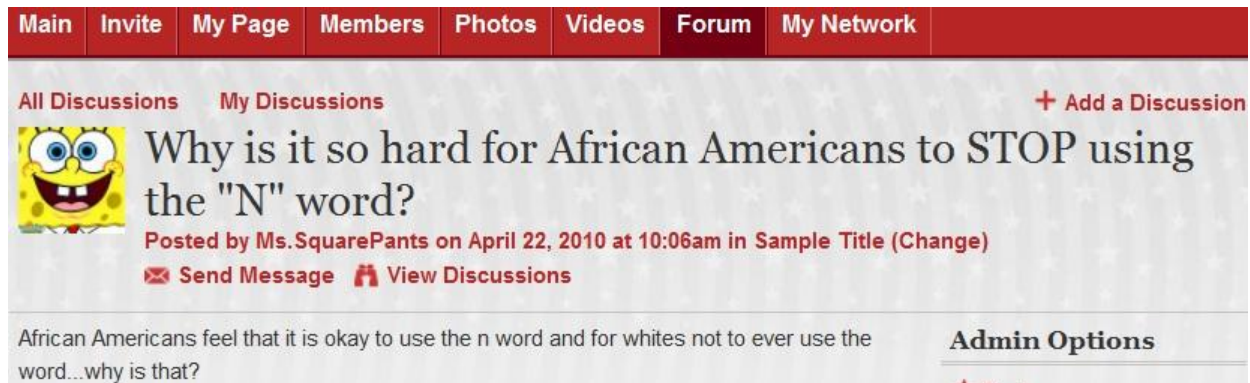 Main Invite My Page Members Photos Videos Forum My Network
All Discussions My Discussions + Add a Discussion
Why is it so hard for African Americans to STOP using
the "N" word?
Posted by Ms.SquarePants on April 22, 2010 at 10:06am in Sample Title (Change)
Send Message View Discussions
African Americans feel that it is okay to use the n word and for whites not to ever use the
word...why is that?
Admin Options